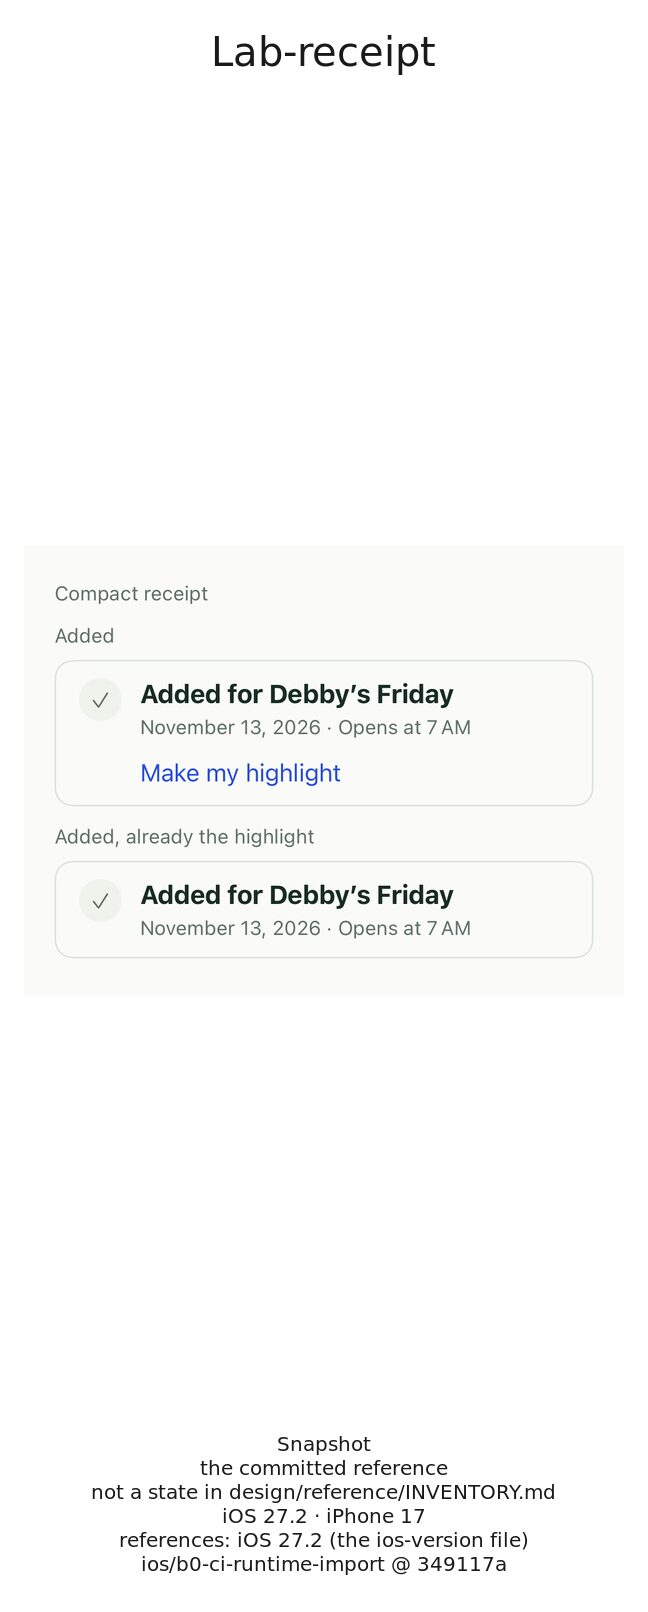 Lab-receipt
Compact receipt
Added
Added for Debby’s Friday
November 13, 2026 · Opens at 7 AM
Make my highlight
Added, already the highlight
Added for Debby’s Friday
November 13, 2026 · Opens at 7 AM
Snapshot
the committed reference
not a state in design/reference/INVENTORY.md
iOS 27.2 · iPhone 17
references: iOS 27.2 (the ios-version file)
ios/b0-ci-runtime-import @ 349117a